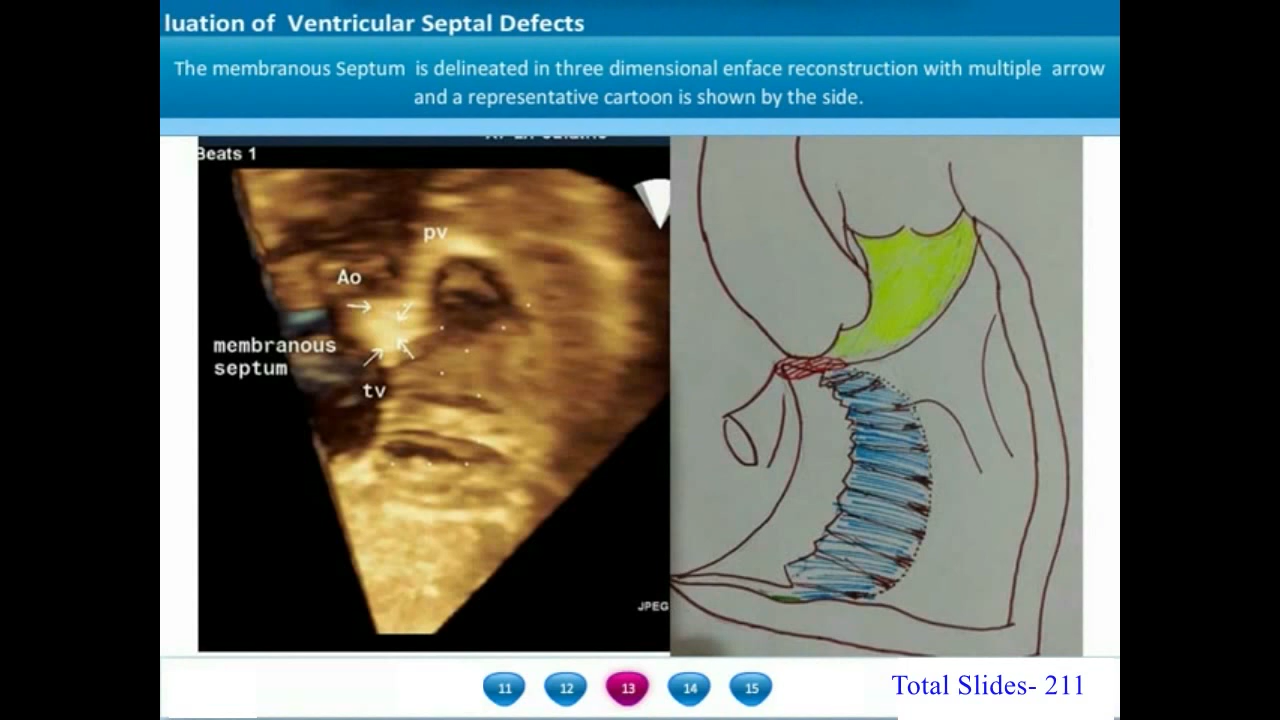 luation of Ventricular Septal Defects
The membranous Septum is delineated in three dimensional enface reconstruction with multiple arrow
and a representative cartoon is shown by the side.
Beats 1
pv
Ao
membranous
septum
tv
JPEG
11 12 13 14 15
Total Slides- 211